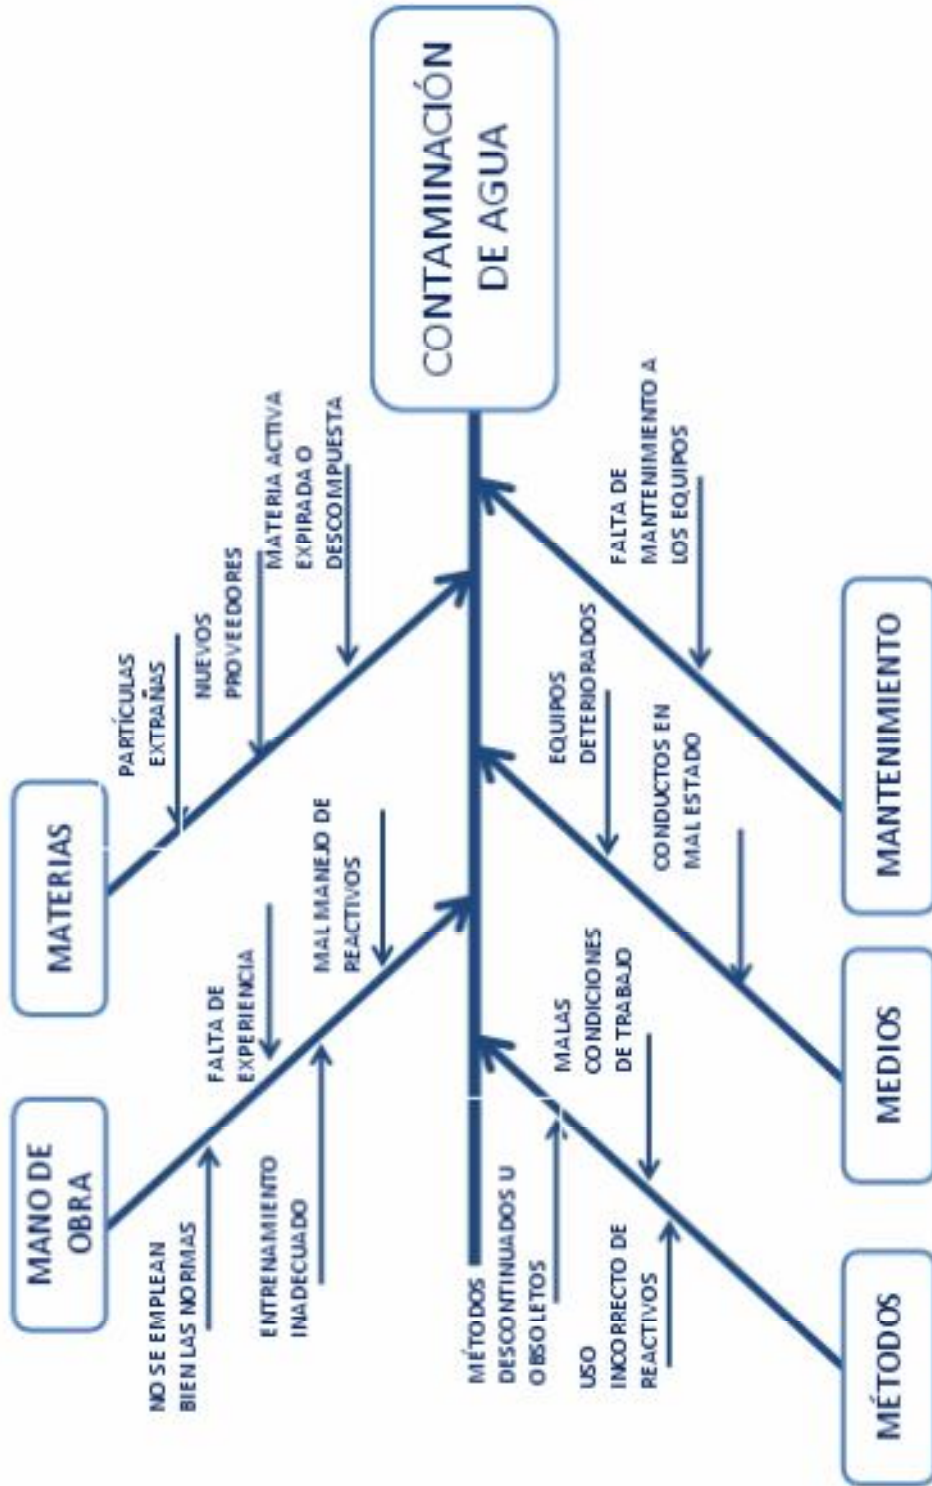 MANO DE
OBRA
MATERIAS
NO SE EMPLEAN
BIEN LAS NORMAS
FALTA DE
EXPERIENCIA
ENTRENAMIENTO
INADECUADO
MAL MANEJO DE
REACTIVOS
PARTÍCULAS
EXTRAÑAS
NUEVOS
PROVEEDORES
MATERIA ACTIVA
EXPIRADA O
DESCOMPUESTA
CONTAMINACIÓN
DE AGUA
MÉTODOS
DESCONTINUADOS U
OBSOLETOS
USO
INCORRECTO DE
REACTIVOS
MALAS
CONDICIONES
DE TRABAJO
EQUIPOS
DETERIORADOS
CONDUCTOS EN
MAL ESTADO
FALTA DE
MANTENIMIENTO A
LOS EQUIPOS
MÉTODOS
MEDIOS
MANTENIMIENTO